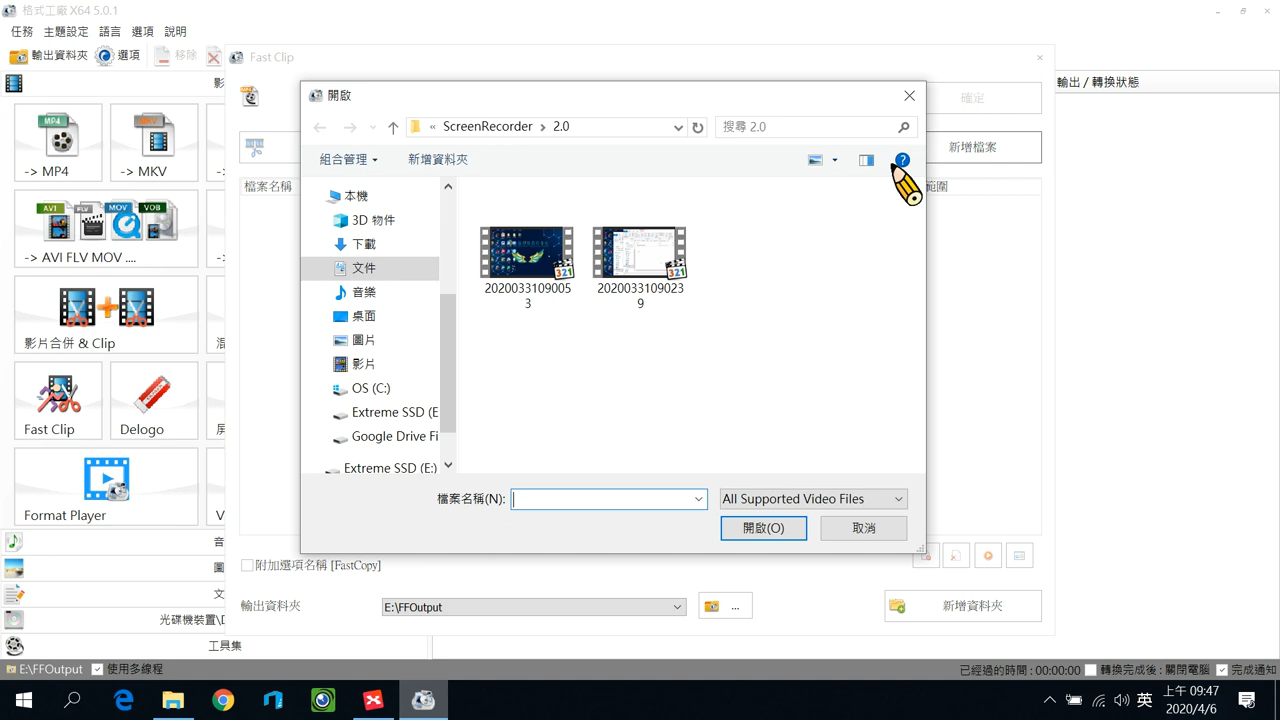 格式工廠 X64 5.0.1
任務 主題設定 語言 選項 說明
輸出資料夾 選項 移除
Fast Clip
影
輸出 / 轉換狀態
-> MP4 -> MKV
AVI FLV MOV VOB
-> AVI FLV MOV ....
影片合併 & Clip
Fast Clip Delogo
Format Player
音
圖
文
光碟機裝置\
工具集
確定
新增檔案
檔案名稱
範圍
開啟
« ScreenRecorder > 2.0
搜尋 2.0
組合管理 新增資料夾
本機
3D 物件
下載
文件
音樂
桌面
圖片
影片
OS (C:)
Extreme SSD (E
Google Drive Fi
Extreme SSD (E:)
2020033109005
3
2020033109023
9
檔案名稱(N):
All Supported Video Files
開啟(O) 取消
附加選項名稱 [FastCopy]
輸出資料夾 E:\FFOutput ... 新增資料夾
E:\FFOutput 使用多線程
已經過的時間 : 00:00:00 轉換完成後 : 關閉電腦 完成通知
英
上午 09:47
2020/4/6